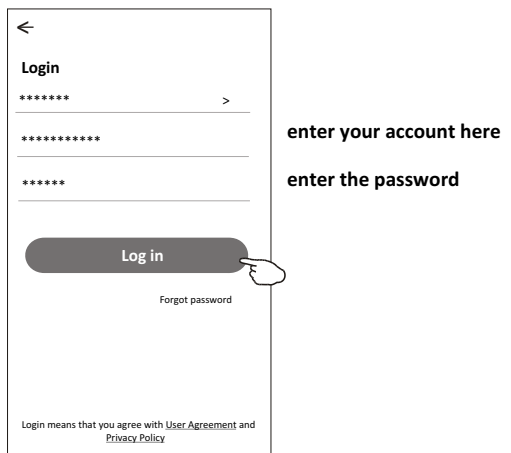 Login
******* >
***********
enter your account here
******
enter the password
Log in
Forgot password
Login means that you agree with User Agreement and
Privacy Policy